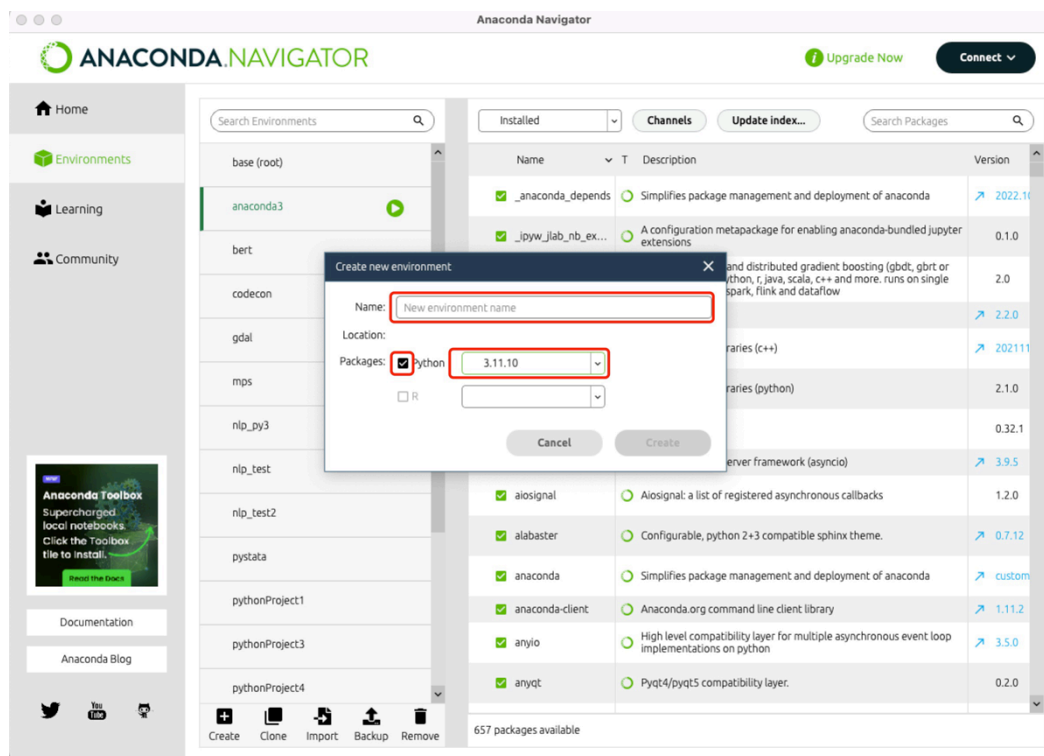 Anaconda Navigator
ANACONDA.NAVIGATOR
i Upgrade Now
Connect
Home
Environments
Learning
Community
NEW
Anaconda Toolbox
Supercharged
local notebooks.
Click the Toolbox
tile to install.
Read the Docs
Documentation
Anaconda Blog
You
Tube
Search Environments
base (root)
anaconda3
bert
codecon
gdal
mps
nlp_py3
nlp_test
nlp_test2
pystata
pythonProject1
pythonProject3
pythonProject4
Create Clone Import Backup Remove
Installed
Channels
Update index...
Search Packages
Name T Description Version
_anaconda_depends Simplifies package management and deployment of anaconda 2022.10
_ipyw_jlab_nb_ex... A configuration metapackage for enabling anaconda-bundled jupyter
extensions 0.1.0
and distributed gradient boosting (gbdt, gbrt or
ython, r, java, scala, c++ and more. runs on single
spark, flink and dataflow 2.0
2.2.0
raries (c++) 202111
raries (python) 2.1.0
0.32.1
erver framework (asyncio) 3.9.5
aiosignal Aiosignal: a list of registered asynchronous callbacks 1.2.0
alabaster Configurable, python 2+3 compatible sphinx theme. 0.7.12
anaconda Simplifies package management and deployment of anaconda custom
anaconda-client Anaconda.org command line client library 1.11.2
anyio High level compatibility layer for multiple asynchronous event loop
implementations on python 3.5.0
anyqt Pyqt4/pyqt5 compatibility layer. 0.2.0
657 packages available
Create new environment
Name: New environment name
Location:
Packages: Python 3.11.10
R
Cancel
Create